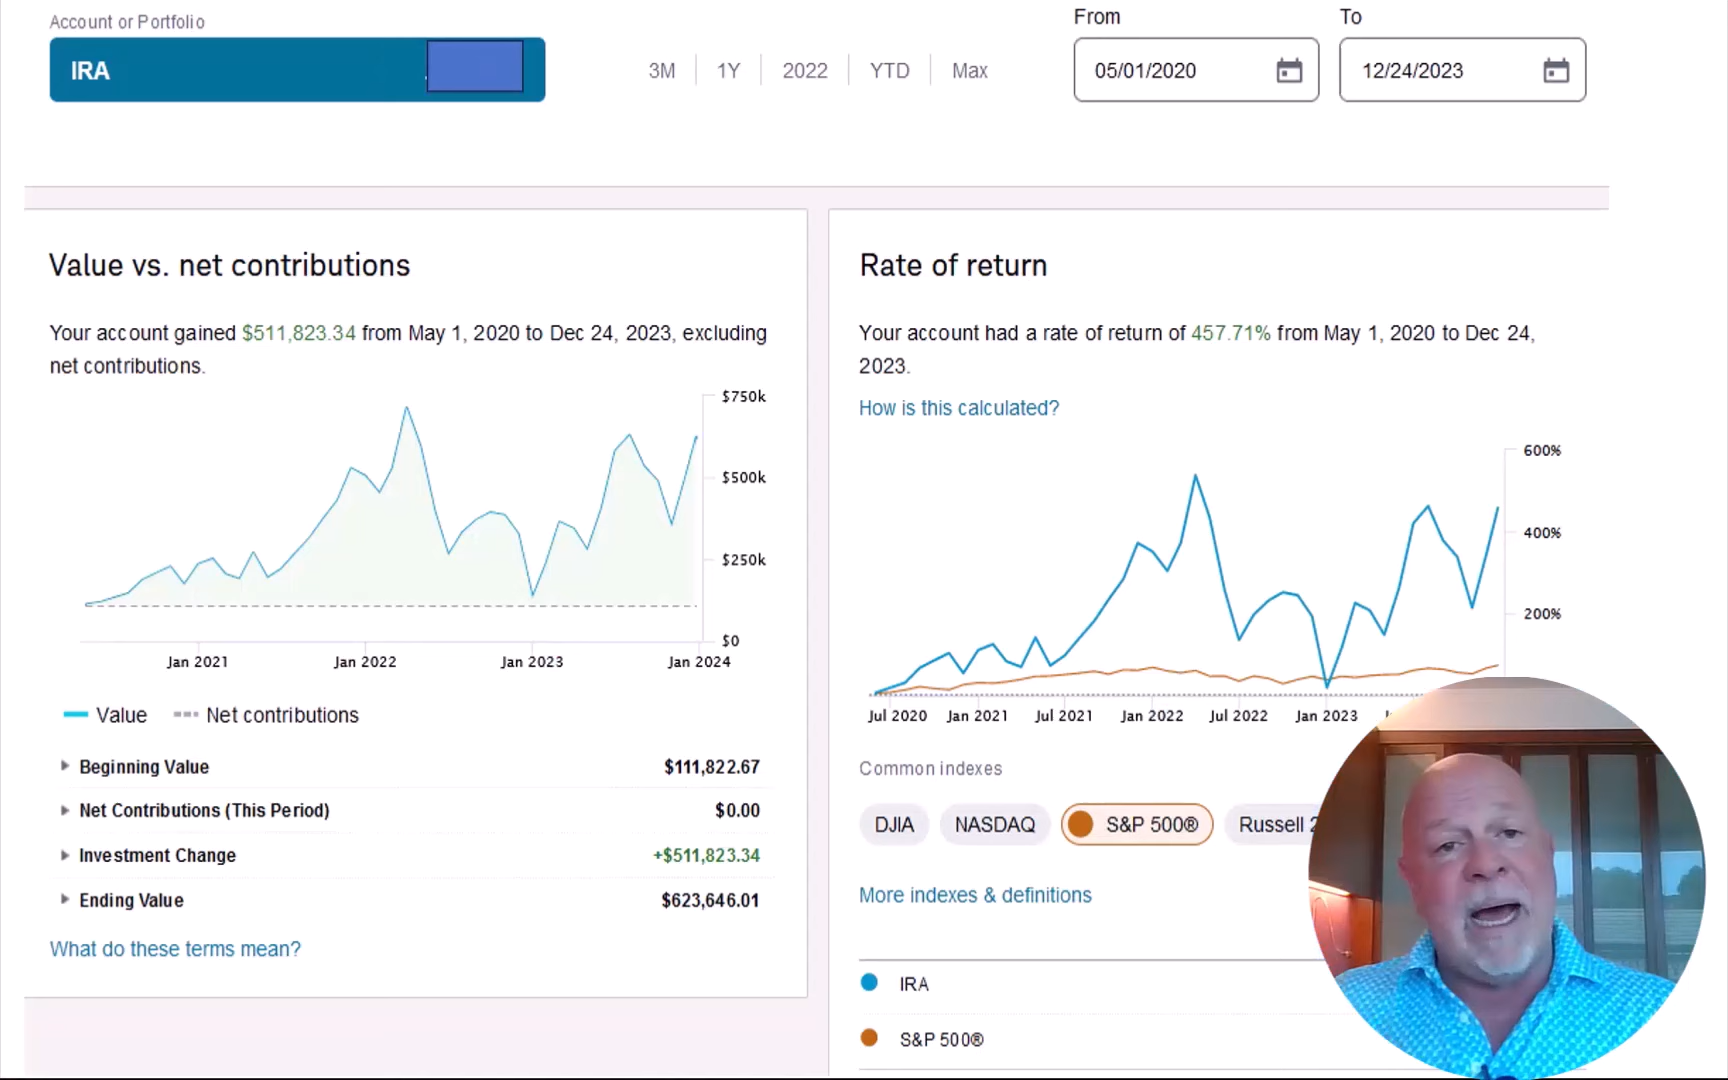 Account or Portfolio
IRA
3M
1Y
2022
YTD
Max
From
05/01/2020
To
12/24/2023
Value vs. net contributions
Your account gained $511,823.34 from May 1, 2020 to Dec 24, 2023, excluding
net contributions.
$750k
$500k
$250k
$0
Jan 2021
Jan 2022
Jan 2023
Jan 2024
Value
Net contributions
Beginning Value $111,822.67
Net Contributions (This Period) $0.00
Investment Change +$511,823.34
Ending Value $623,646.01
What do these terms mean?
Rate of return
Your account had a rate of return of 457.71% from May 1, 2020 to Dec 24,
2023.
How is this calculated?
600%
400%
200%
Jul 2020
Jan 2021
Jul 2021
Jan 2022
Jul 2022
Jan 2023
Common indexes
DJIA
NASDAQ
S&P 500®
Russell 2
More indexes & definitions
IRA
S&P 500®